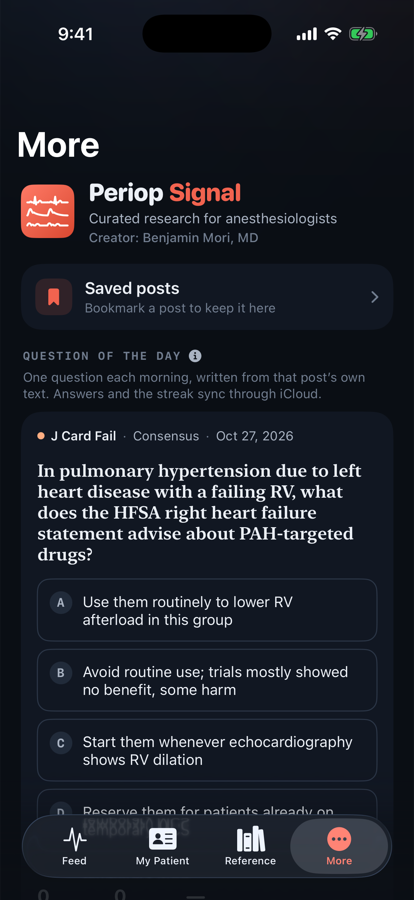 9:41
More
Periop Signal
Curated research for anesthesiologists
Creator: Benjamin Mori, MD
Saved posts
Bookmark a post to keep it here
QUESTION OF THE DAY
One question each morning, written from that post's own
text. Answers and the streak sync through iCloud.
J Card Fail · Consensus · Oct 27, 2026
In pulmonary hypertension due to left
heart disease with a failing RV, what
does the HFSA right heart failure
statement advise about PAH-targeted
drugs?
A Use them routinely to lower RV
afterload in this group
B Avoid routine use; trials mostly showed
no benefit, some harm
C Start them whenever echocardiography
shows RV dilation
D Reserve them for patients already on
Feed
My Patient
Reference
More